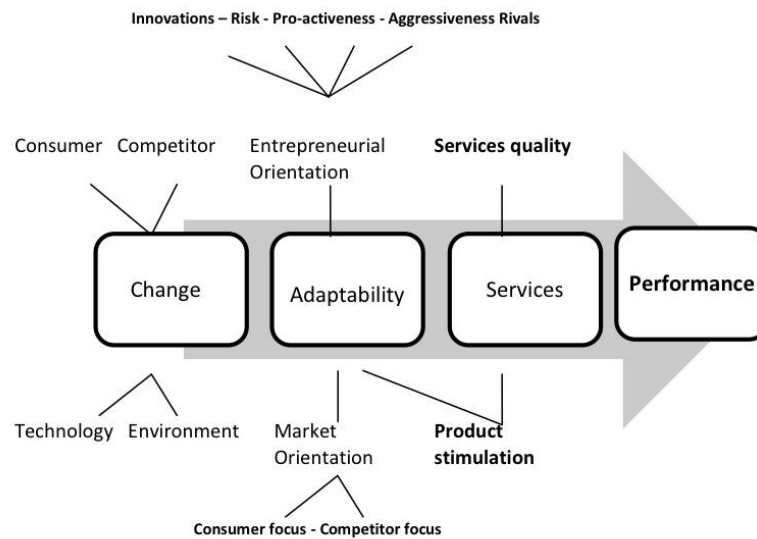 Innovations – Risk - Pro-activeness - Aggressiveness Rivals
Consumer Competitor
Entrepreneurial
Orientation
Services quality
Change
Adaptability
Services
Performance
Technology Environment
Market
Orientation
Product
stimulation
Consumer focus - Competitor focus